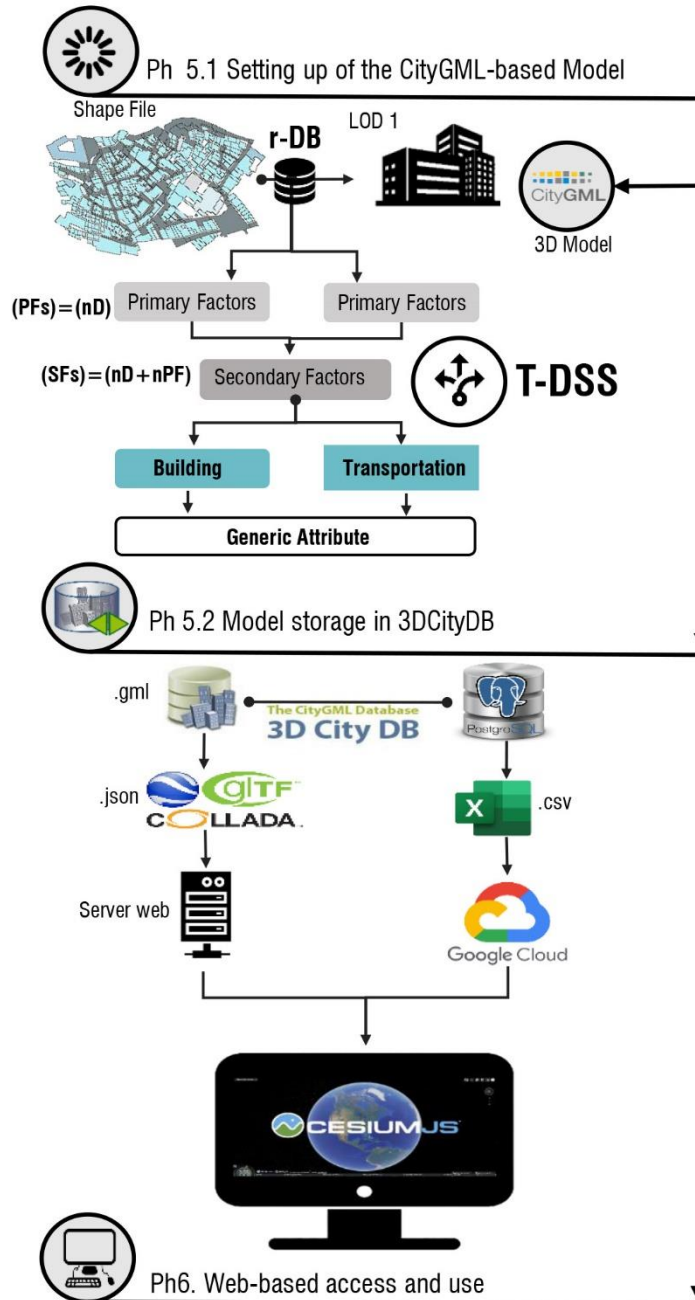 Ph 5.1 Setting up of the CityGML-based Model
Shape File
r-DB
LOD 1
CityGML
3D Model
(PFs)=(nD)
Primary Factors
Primary Factors
(SFs)=(nD+nPF)
Secondary Factors
T-DSS
Building
Transportation
Generic Attribute
Ph 5.2 Model storage in 3DCityDB
.gml
The CityGML Database
3D City DB
PostgreSQL
.json
glTF™
COLLADA.
X
.csv
Server web
Google Cloud
CESIUMJS
Ph6. Web-based access and use